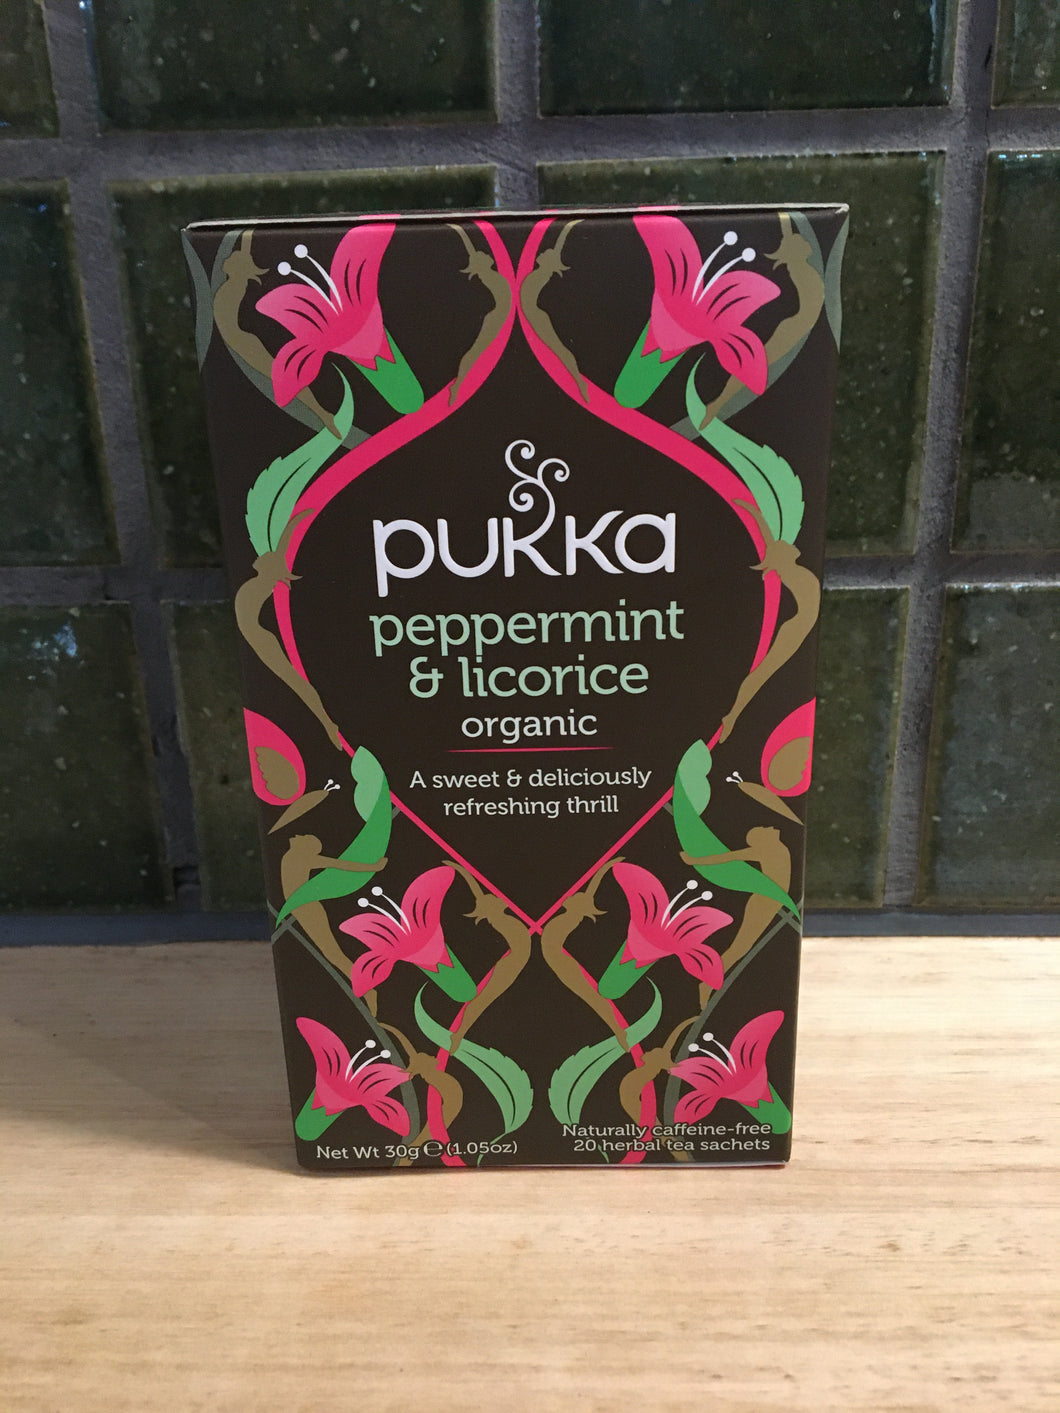 pukka
peppermint
& licorice
organic
A sweet & deliciously
refreshing thrill
Net Wt 30g ℮ (1.05oz)
Naturally caffeine-free
20 herbal tea sachets